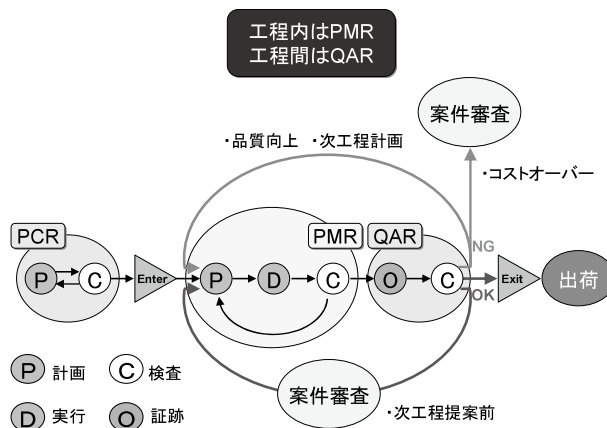 工程内はPMR
工程間はQAR
案件審査
・品質向上 ・次工程計画
・コストオーバー
PCR
PMR
QAR
NG
P
C
Enter
P
D
C
O
C
Exit
出荷
OK
P 計画
C 検査
案件審査
・次工程提案前
D 実行
O 証跡